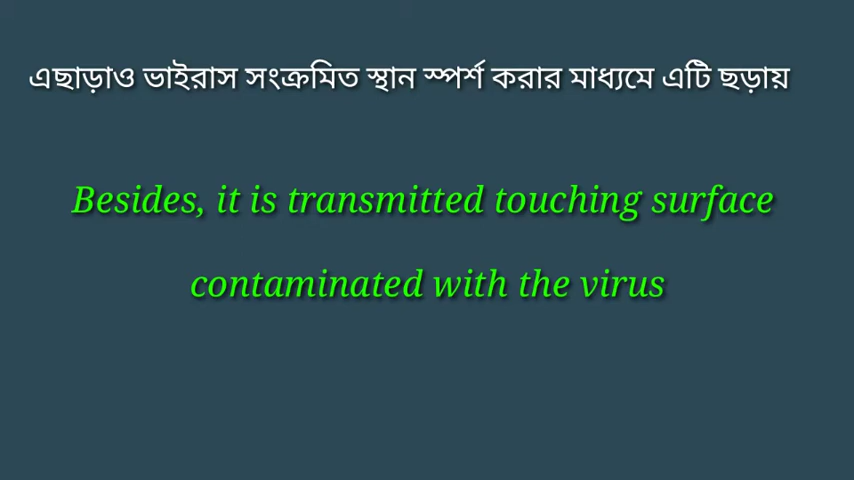 এছাড়াও ভাইরাস সংক্রমিত স্থান স্পর্শ করার মাধ্যমে এটি ছড়ায়
Besides, it is transmitted touching surface
contaminated with the virus